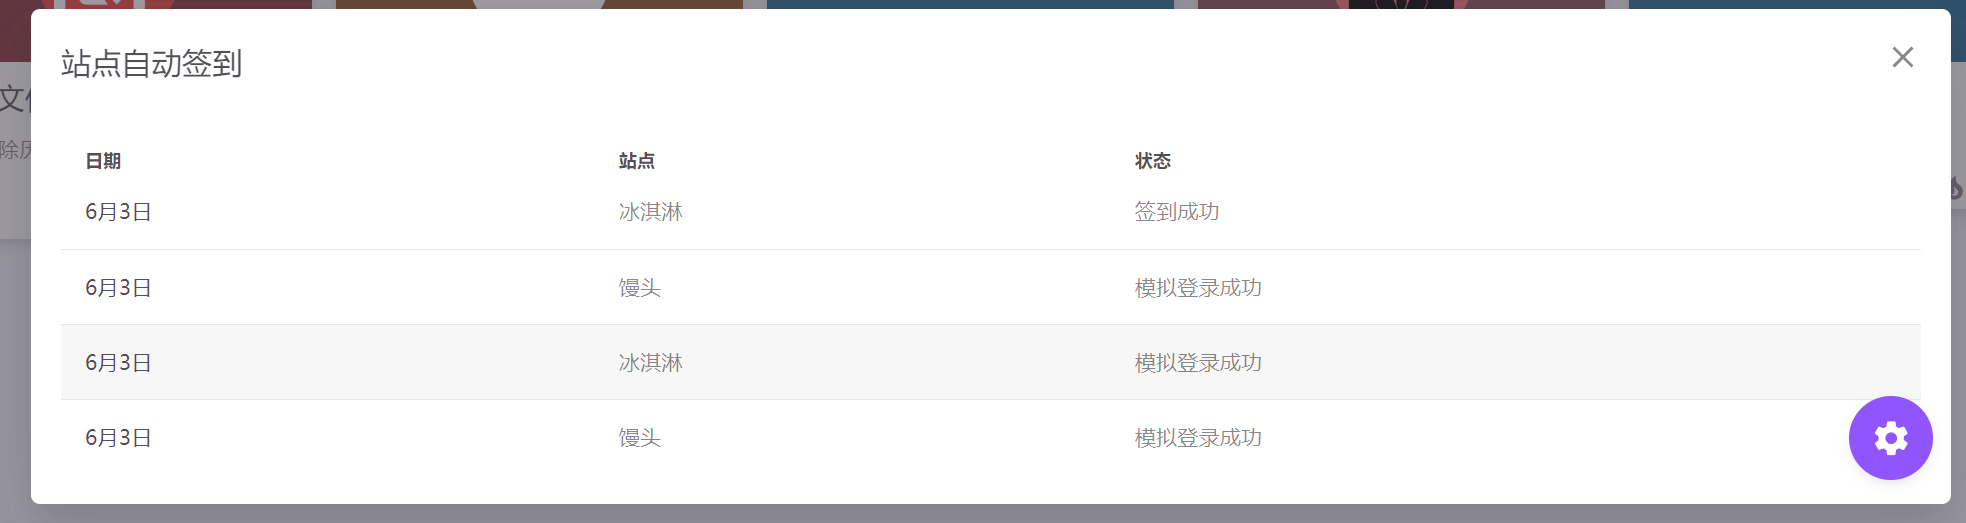 站点自动签到
文
除历
日期 站点 状态
6月3日 冰淇淋 签到成功
6月3日 馒头 模拟登录成功
6月3日 冰淇淋 模拟登录成功
6月3日 馒头 模拟登录成功